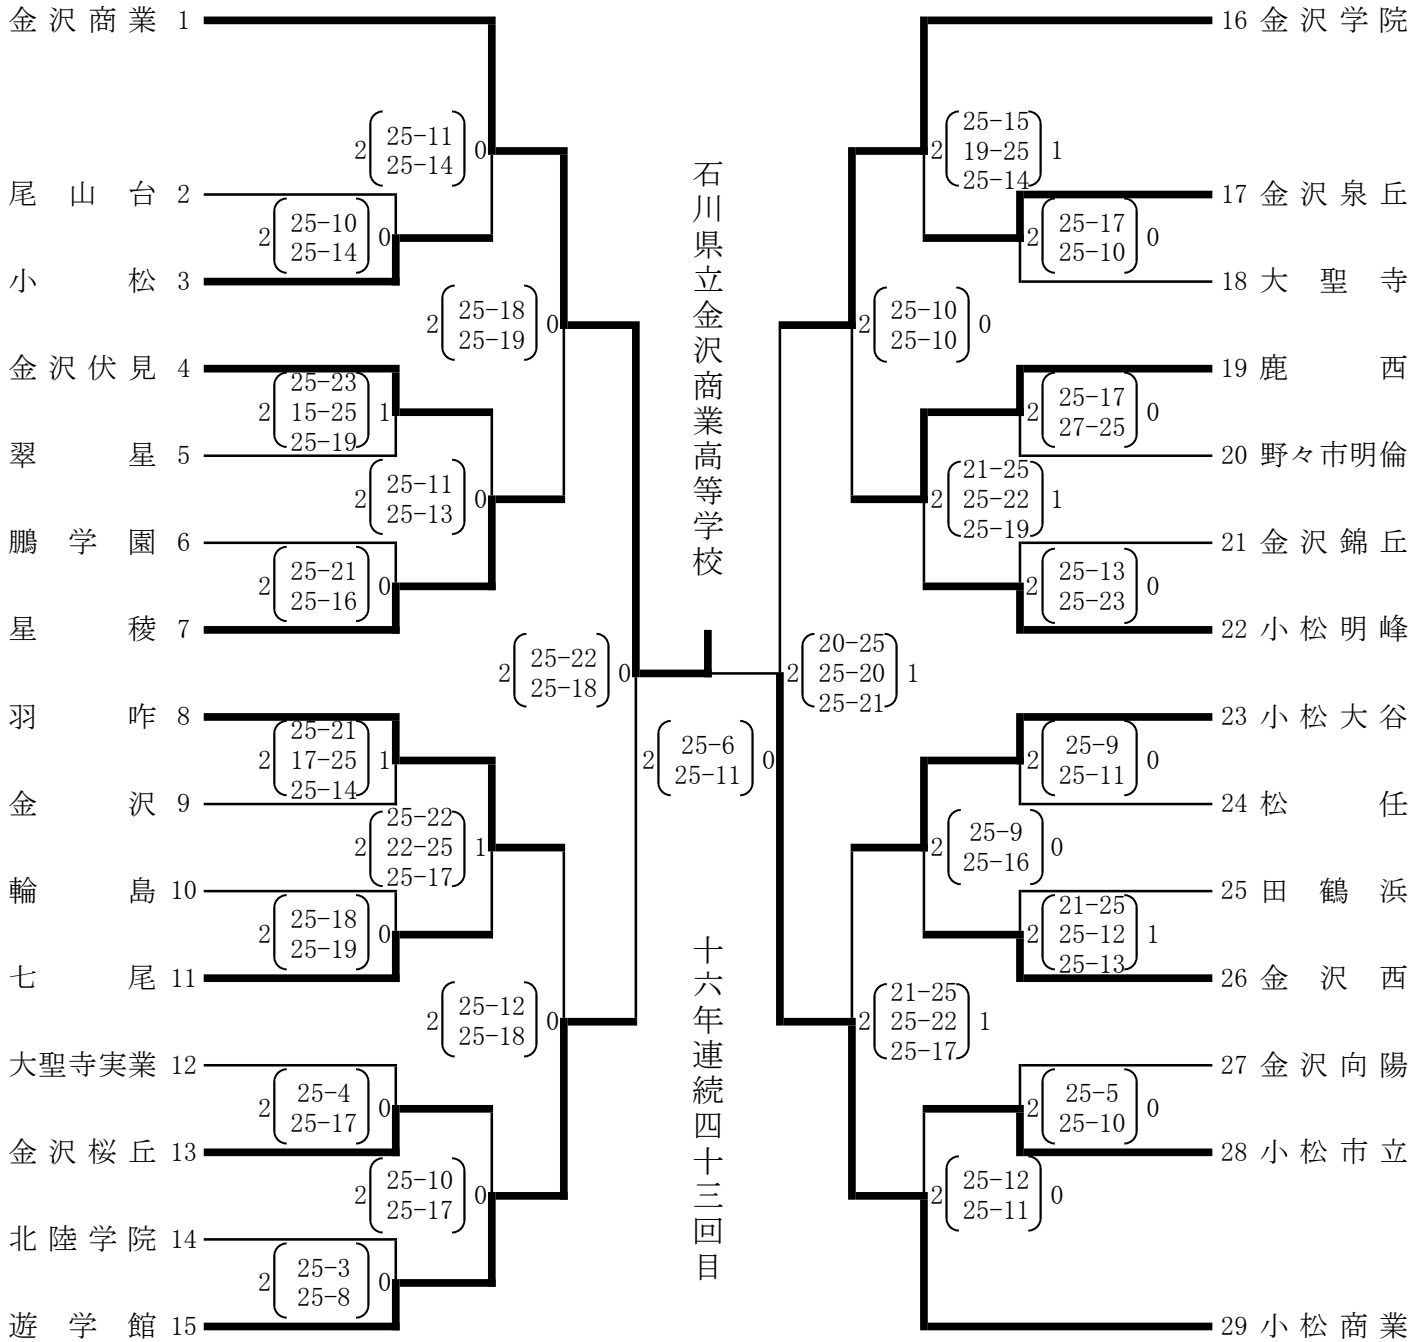 金沢商業 1
2 25-11 0
25-14
尾山台 2
2 25-10 0
25-14
小松 3
2 25-18 0
25-19
金沢伏見 4
25-23
2 15-25 1
25-19
翠星 5
2 25-11 0
25-13
鵬学園 6
2 25-21 0
25-16
星稜 7
2 25-22 0
25-18
羽咋 8
25-21
2 17-25 1
25-14
金沢 9
25-22
2 22-25 1
25-17
輪島 10
2 25-18 0
25-19
七尾 11
2 25-12 0
25-18
大聖寺実業 12
2 25-4 0
25-17
金沢桜丘 13
2 25-10 0
25-17
北陸学院 14
2 25-3 0
25-8
遊学館 15
石川県立金沢商業高等学校
2 25-6 0
25-11
十六年連続四十三回目
16 金沢学院
25-15
2 19-25 1
25-14
17 金沢泉丘
2 25-17 0
25-10
18 大聖寺
2 25-10 0
25-10
19 鹿西
2 25-17 0
27-25
20 野々市明倫
21-25
2 25-22 1
25-19
21 金沢錦丘
2 25-13 0
25-23
22 小松明峰
20-25
2 25-20 1
25-21
23 小松大谷
2 25-9 0
25-11
24 松任
2 25-9 0
25-16
25 田鶴浜
21-25
2 25-12 1
25-13
26 金沢西
21-25
2 25-22 1
25-17
27 金沢向陽
2 25-5 0
25-10
28 小松市立
2 25-12 0
25-11
29 小松商業